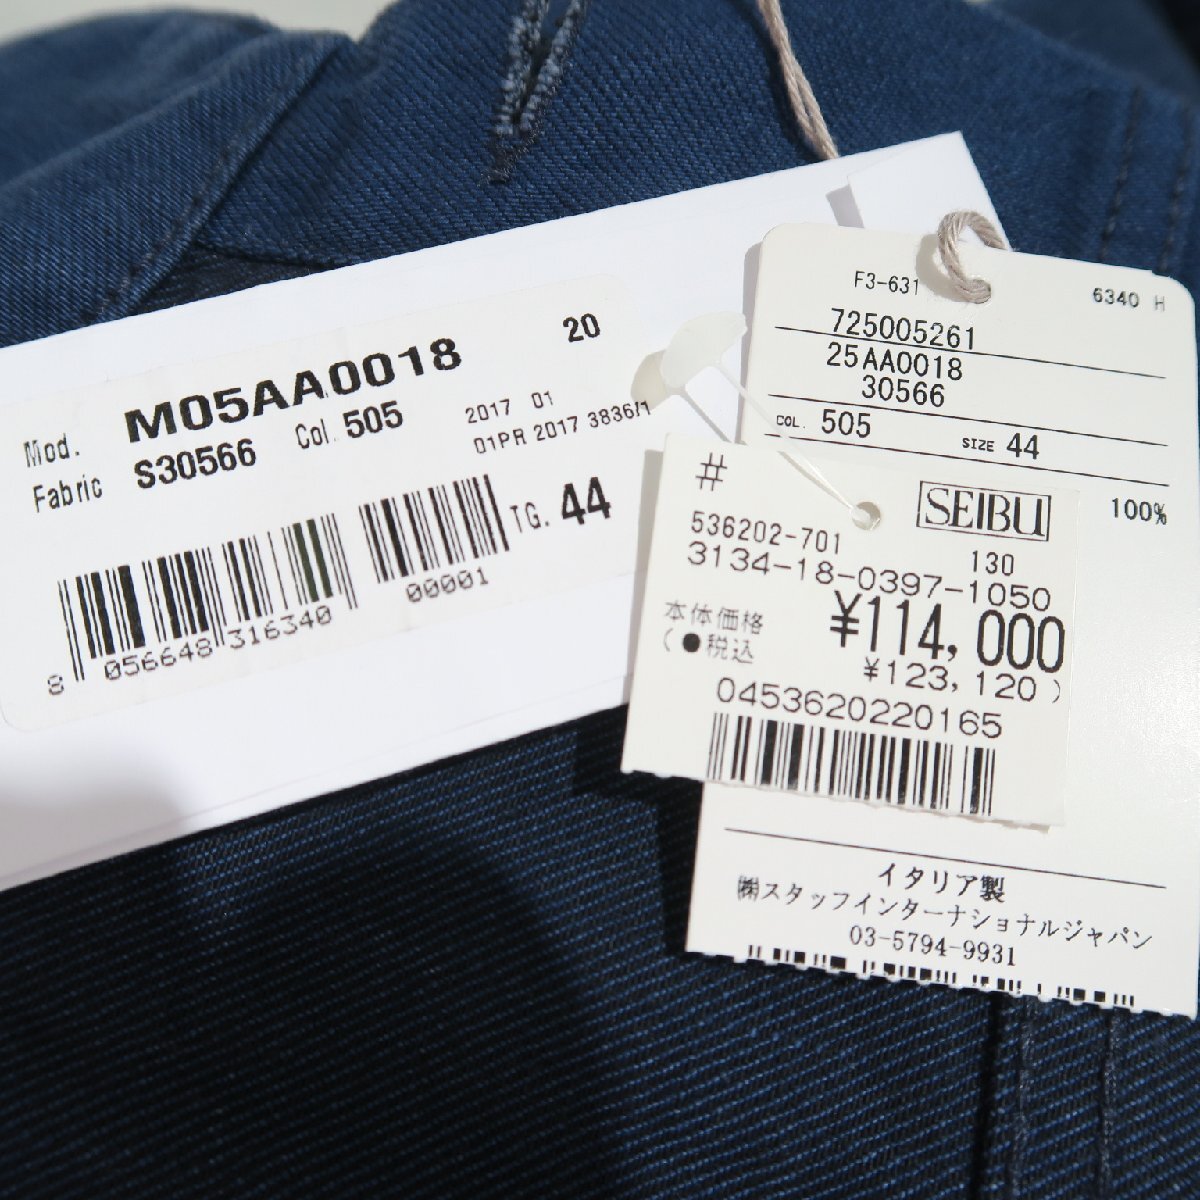 20
Mod. M05AA0018
Fabric S30566 Col. 505
2017 01
01PR 2017 3836/1
TG. 44
8 056648 316340
00001
F3-631
6340 H
725005261
25AA0018
30566
COL. 505 SIZE 44
100%
#
SEIBU
536202-701 130
3134-18-0397-1050
本体価格 ¥114,000
(●税込 ¥123,120)
0453620220165
イタリア製
㈱スタッフインターナショナルジャパン
03-5794-9931